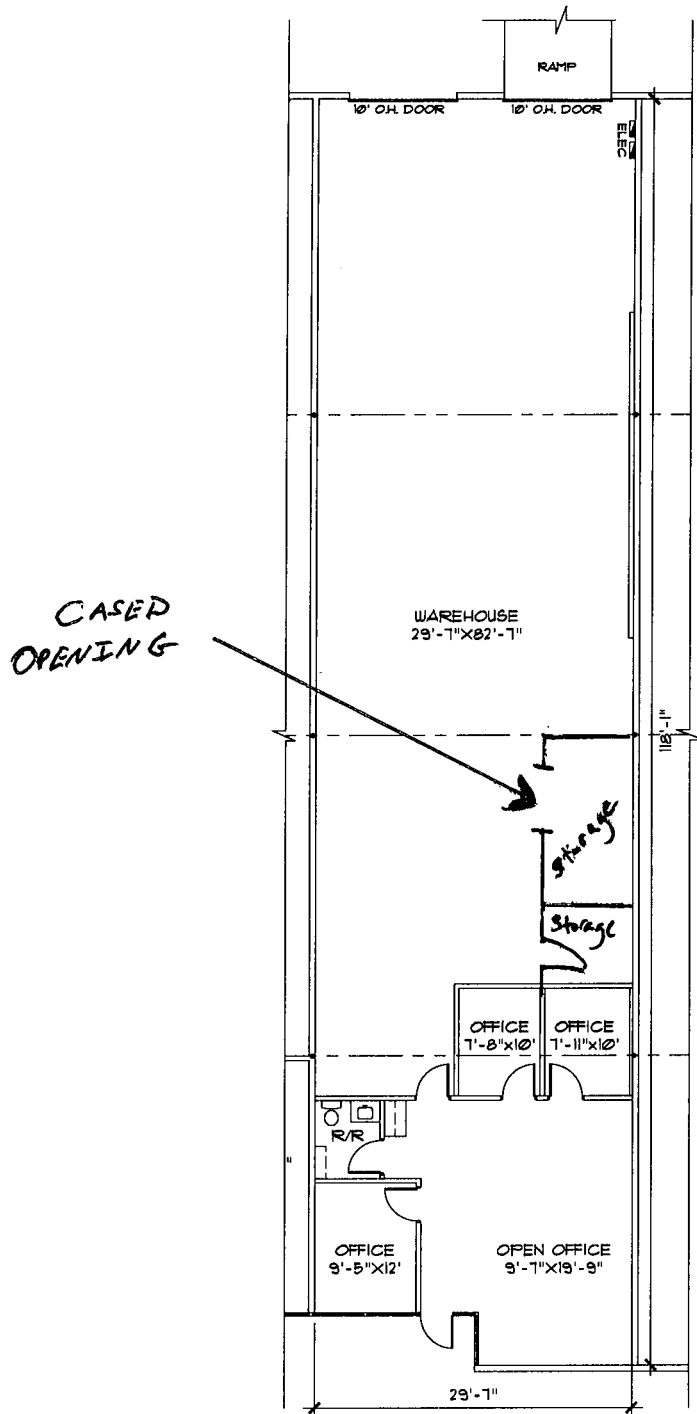 RAMP
10' O.H. DOOR
10' O.H. DOOR
ELEC
CASED
OPENING
WAREHOUSE
29'-7"X82'-7"
118'-1"
Storage
Storage
OFFICE
7'-8"x10'
OFFICE
7'-11"x10'
R/R
OFFICE
9'-5"X12'
OPEN OFFICE
9'-7"X19'-9"
29'-7"